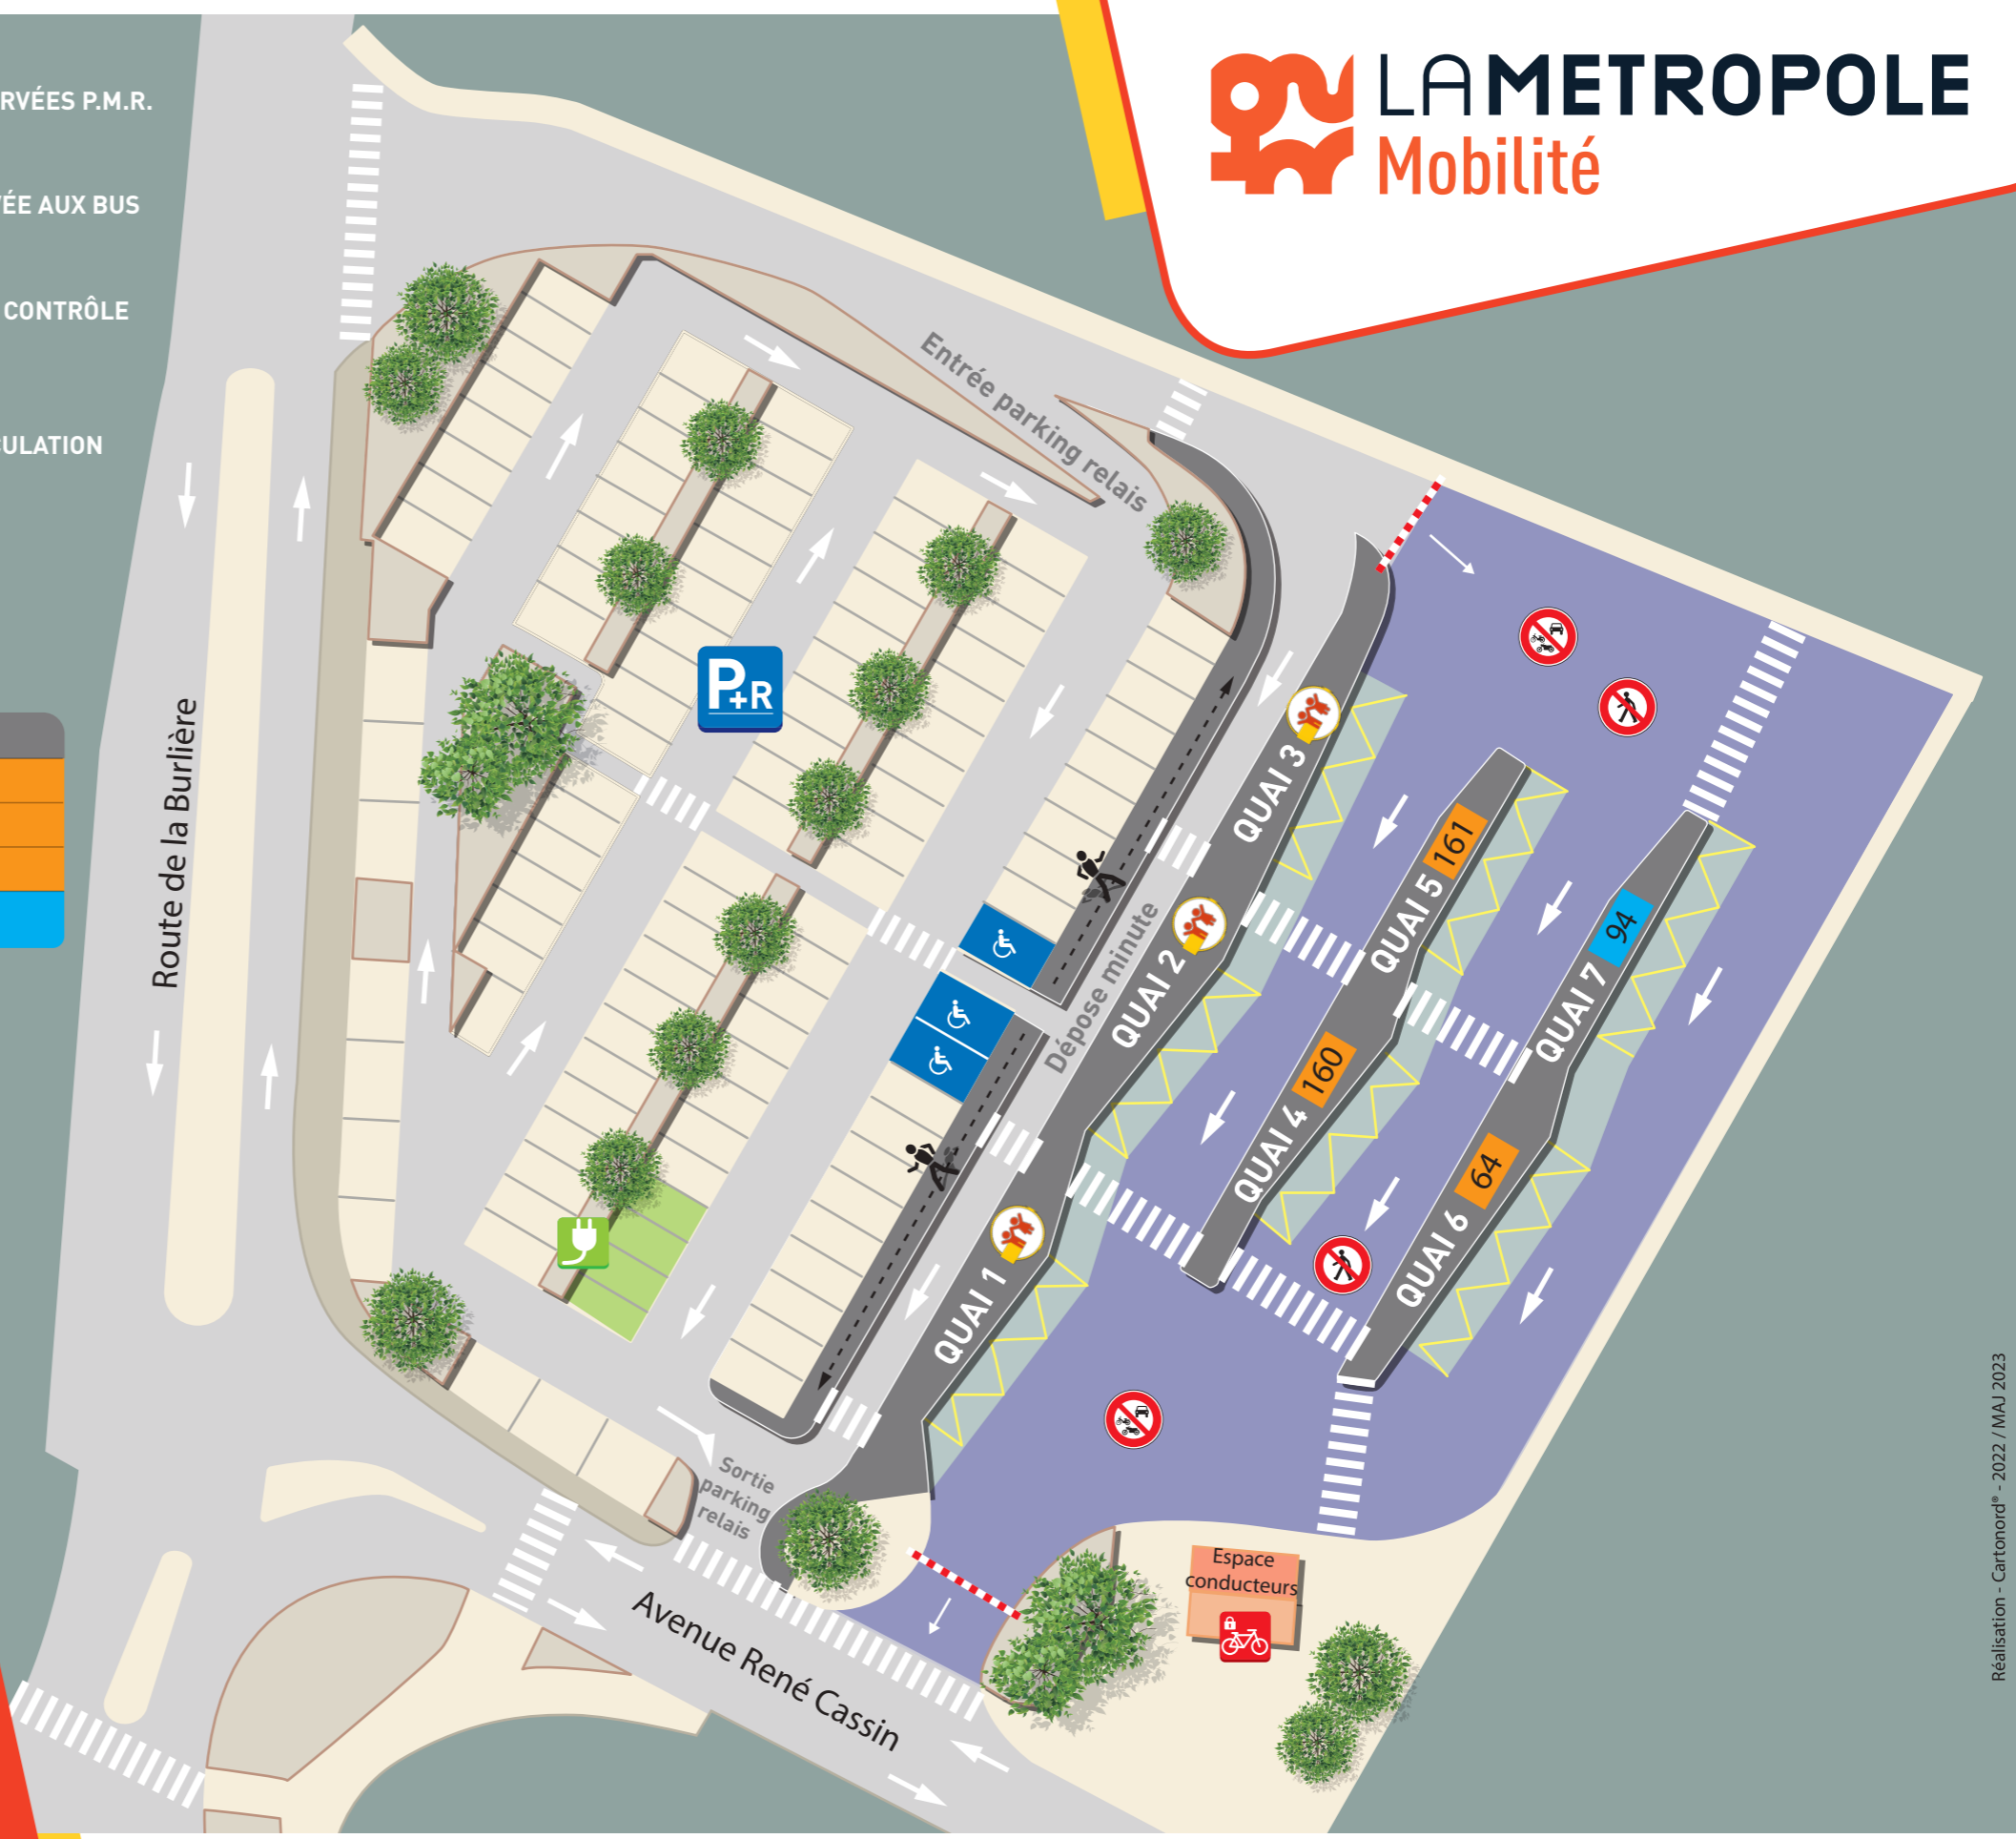 LAMETROPOLE
Mobilité
RVÉES P.M.R.
ÉE AUX BUS
CONTRÔLE
ULATION
Entrée parking relais
Route de la Burlière
P+R
QUAI 3
QUAI 5 161
QUAI 7 94
QUAI 2
Dépose minute
QUAI 4 160
QUAI 6 64
QUAI 1
Sortie
parking
relais
Espace
conducteurs
Avenue René Cassin
Réalisation - Cartonord® - 2022 / MAJ 2023